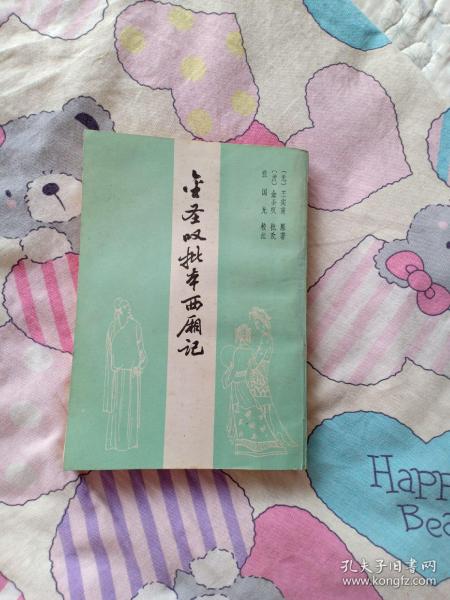 金圣叹批本西厢记
〔元〕王实甫 原著
〔清〕金圣叹 批改
张国光 校注
Happy
Bea
孔夫子旧书网
www.kongfz.com